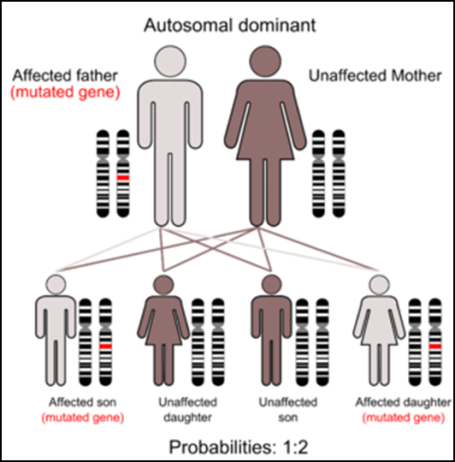 Autosomal dominant
Affected father
(mutated gene)
Unaffected Mother
Affected son
(mutated gene)
Unaffected
daughter
Unaffected
son
Affected daughter
(mutated gene)
Probabilities: 1:2